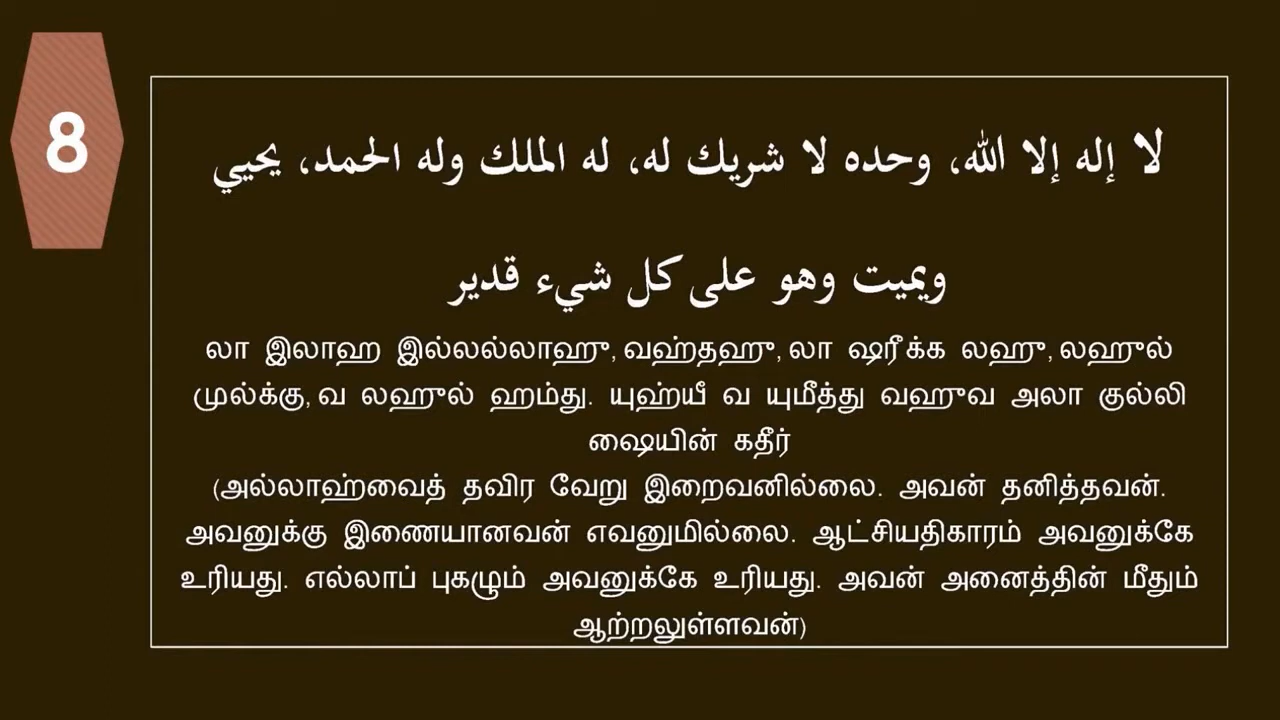 8
لا إله إلا الله، وحده لا شريك له، له الملك وله الحمد، يحيي
ويميت وهو على كل شيء قدير
லா இலாஹ இல்லல்லாஹு, வஹ்தஹு, லா ஷரீக்க லஹு, லஹுல்
முல்க்கு, வ லஹுல் ஹம்து. யுஹ்யீ வ யுமீத்து வஹுவ அலா குல்லி
ஷையின் கதீர்
(அல்லாஹ்வைத் தவிர வேறு இறைவனில்லை. அவன் தனித்தவன்.
அவனுக்கு இணையானவன் எவனுமில்லை. ஆட்சியதிகாரம் அவனுக்கே
உரியது. எல்லாப் புகழும் அவனுக்கே உரியது. அவன் அனைத்தின் மீதும்
ஆற்றலுள்ளவன்)